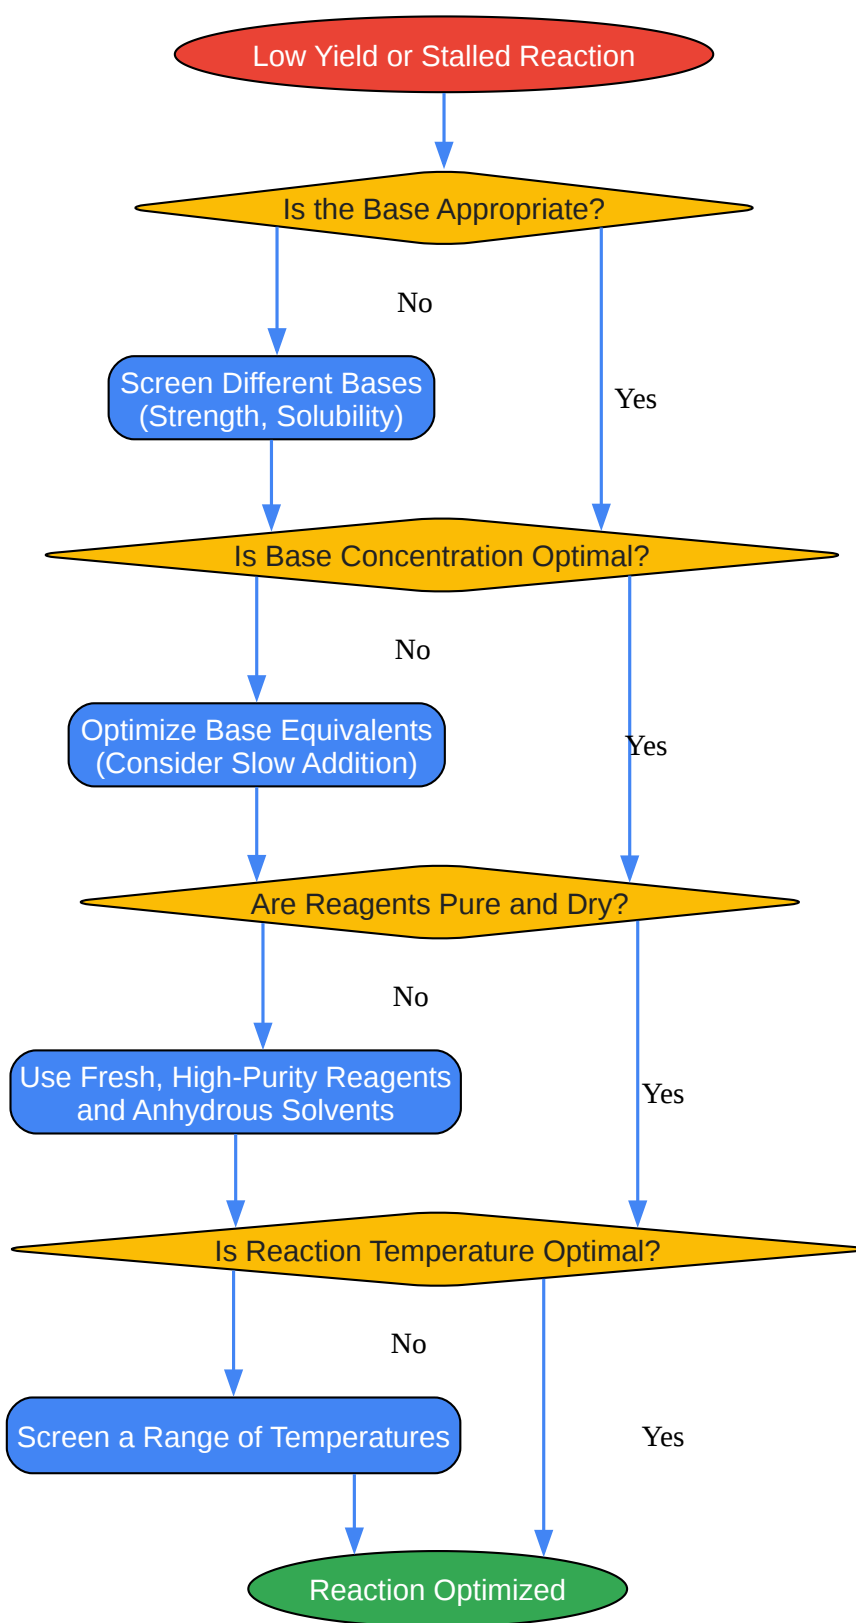 Low Yield or Stalled Reaction
Is the Base Appropriate?
No
Screen Different Bases
(Strength, Solubility)
Yes
Is Base Concentration Optimal?
No
Optimize Base Equivalents
(Consider Slow Addition)
Yes
Are Reagents Pure and Dry?
No
Use Fresh, High-Purity Reagents
and Anhydrous Solvents
Yes
Is Reaction Temperature Optimal?
No
Screen a Range of Temperatures
Yes
Reaction Optimized